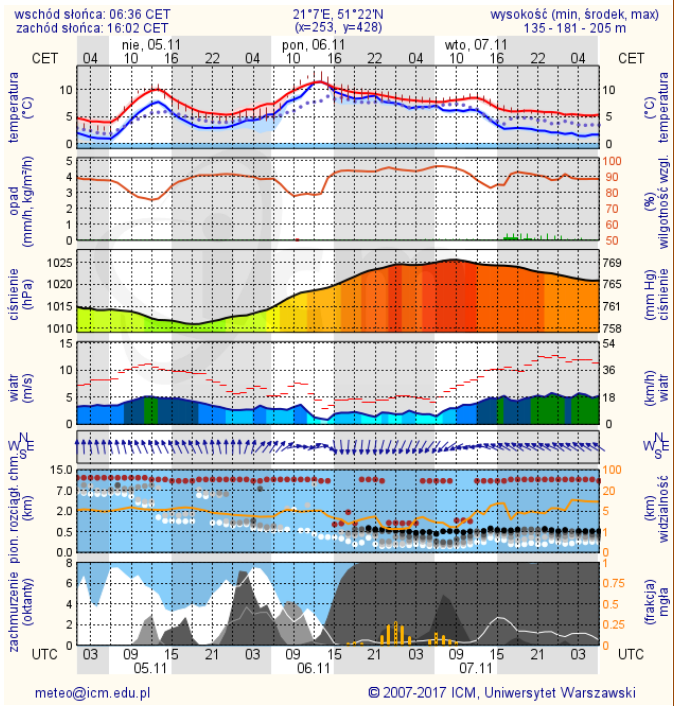 wschód słońca: 06:36 CET 21°7'E, 51°22'N wysokość (min, środek, max)
zachód słońca: 16:02 CET (x=253, y=428) 135 - 181 - 205 m
nie, 05.11 pon, 06.11 wto, 07.11
CET 04 10 16 22 04 10 16 22 04 10 16 22 04 CET
temperatura (°C) 10 5 0 10 5 0 temperatura (°C)
opad (mm/h, kg/m²/h) 5 4 3 2 1 0 100 90 80 70 60 50 (%) wilgotność wzgl.
ciśnienie (hPa) 1025 1020 1015 1010 769 765 761 758 (mm Hg) ciśnienie
wiatr (m/s) 15 10 5 0 54 36 18 0 (km/h) wiatr
N W E S N W E S
pion. rozciągł. chm. (km) 15.0 7.0 2.0 0.5 0.0 100 20 5 1 0 (km) widzialność
zachmurzenie (oktanty) 8 6 4 2 0 1 0.75 0.5 0.25 0 (frakcja) mgła
UTC 03 09 15 21 03 09 15 21 03 09 15 21 03 UTC
05.11 06.11 07.11
meteo@icm.edu.pl © 2007-2017 ICM, Uniwersytet Warszawski